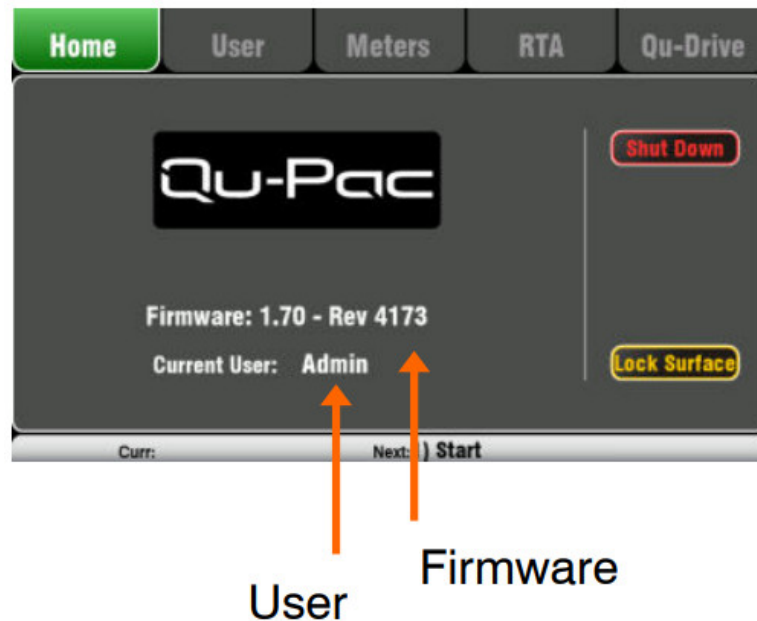 Home User Meters RTA Qu-Drive
Qu-Pac
Shut Down
Firmware: 1.70 - Rev 4173
Current User: Admin
Lock Surface
Curr: Next: ) Start
Firmware
User